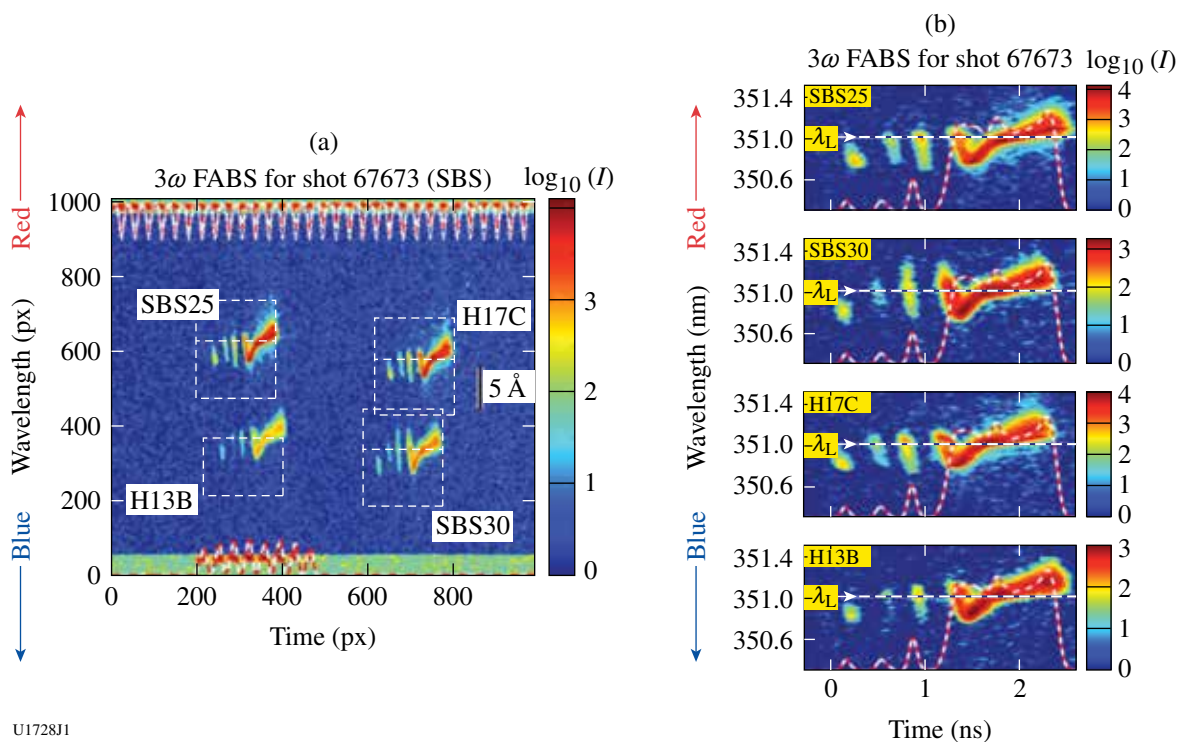 (a)
3ω FABS for shot 67673 (SBS)
log10 (I)
Red
Wavelength (px)
Blue
1000
800
600
400
200
0
SBS25
H17C
5 Å
H13B
SBS30
3
2
1
0
0 200 400 600 800
Time (px)
(b)
3ω FABS for shot 67673
log10 (I)
Red
Wavelength (nm)
Blue
351.4
SBS25
351.0
λL
350.6
4
3
2
1
0
351.4
SBS30
351.0
λL
350.6
3
2
1
0
351.4
H17C
351.0
λL
350.6
4
3
2
1
0
351.4
H13B
351.0
λL
350.6
3
2
1
0
0 1 2
Time (ns)
U1728J1